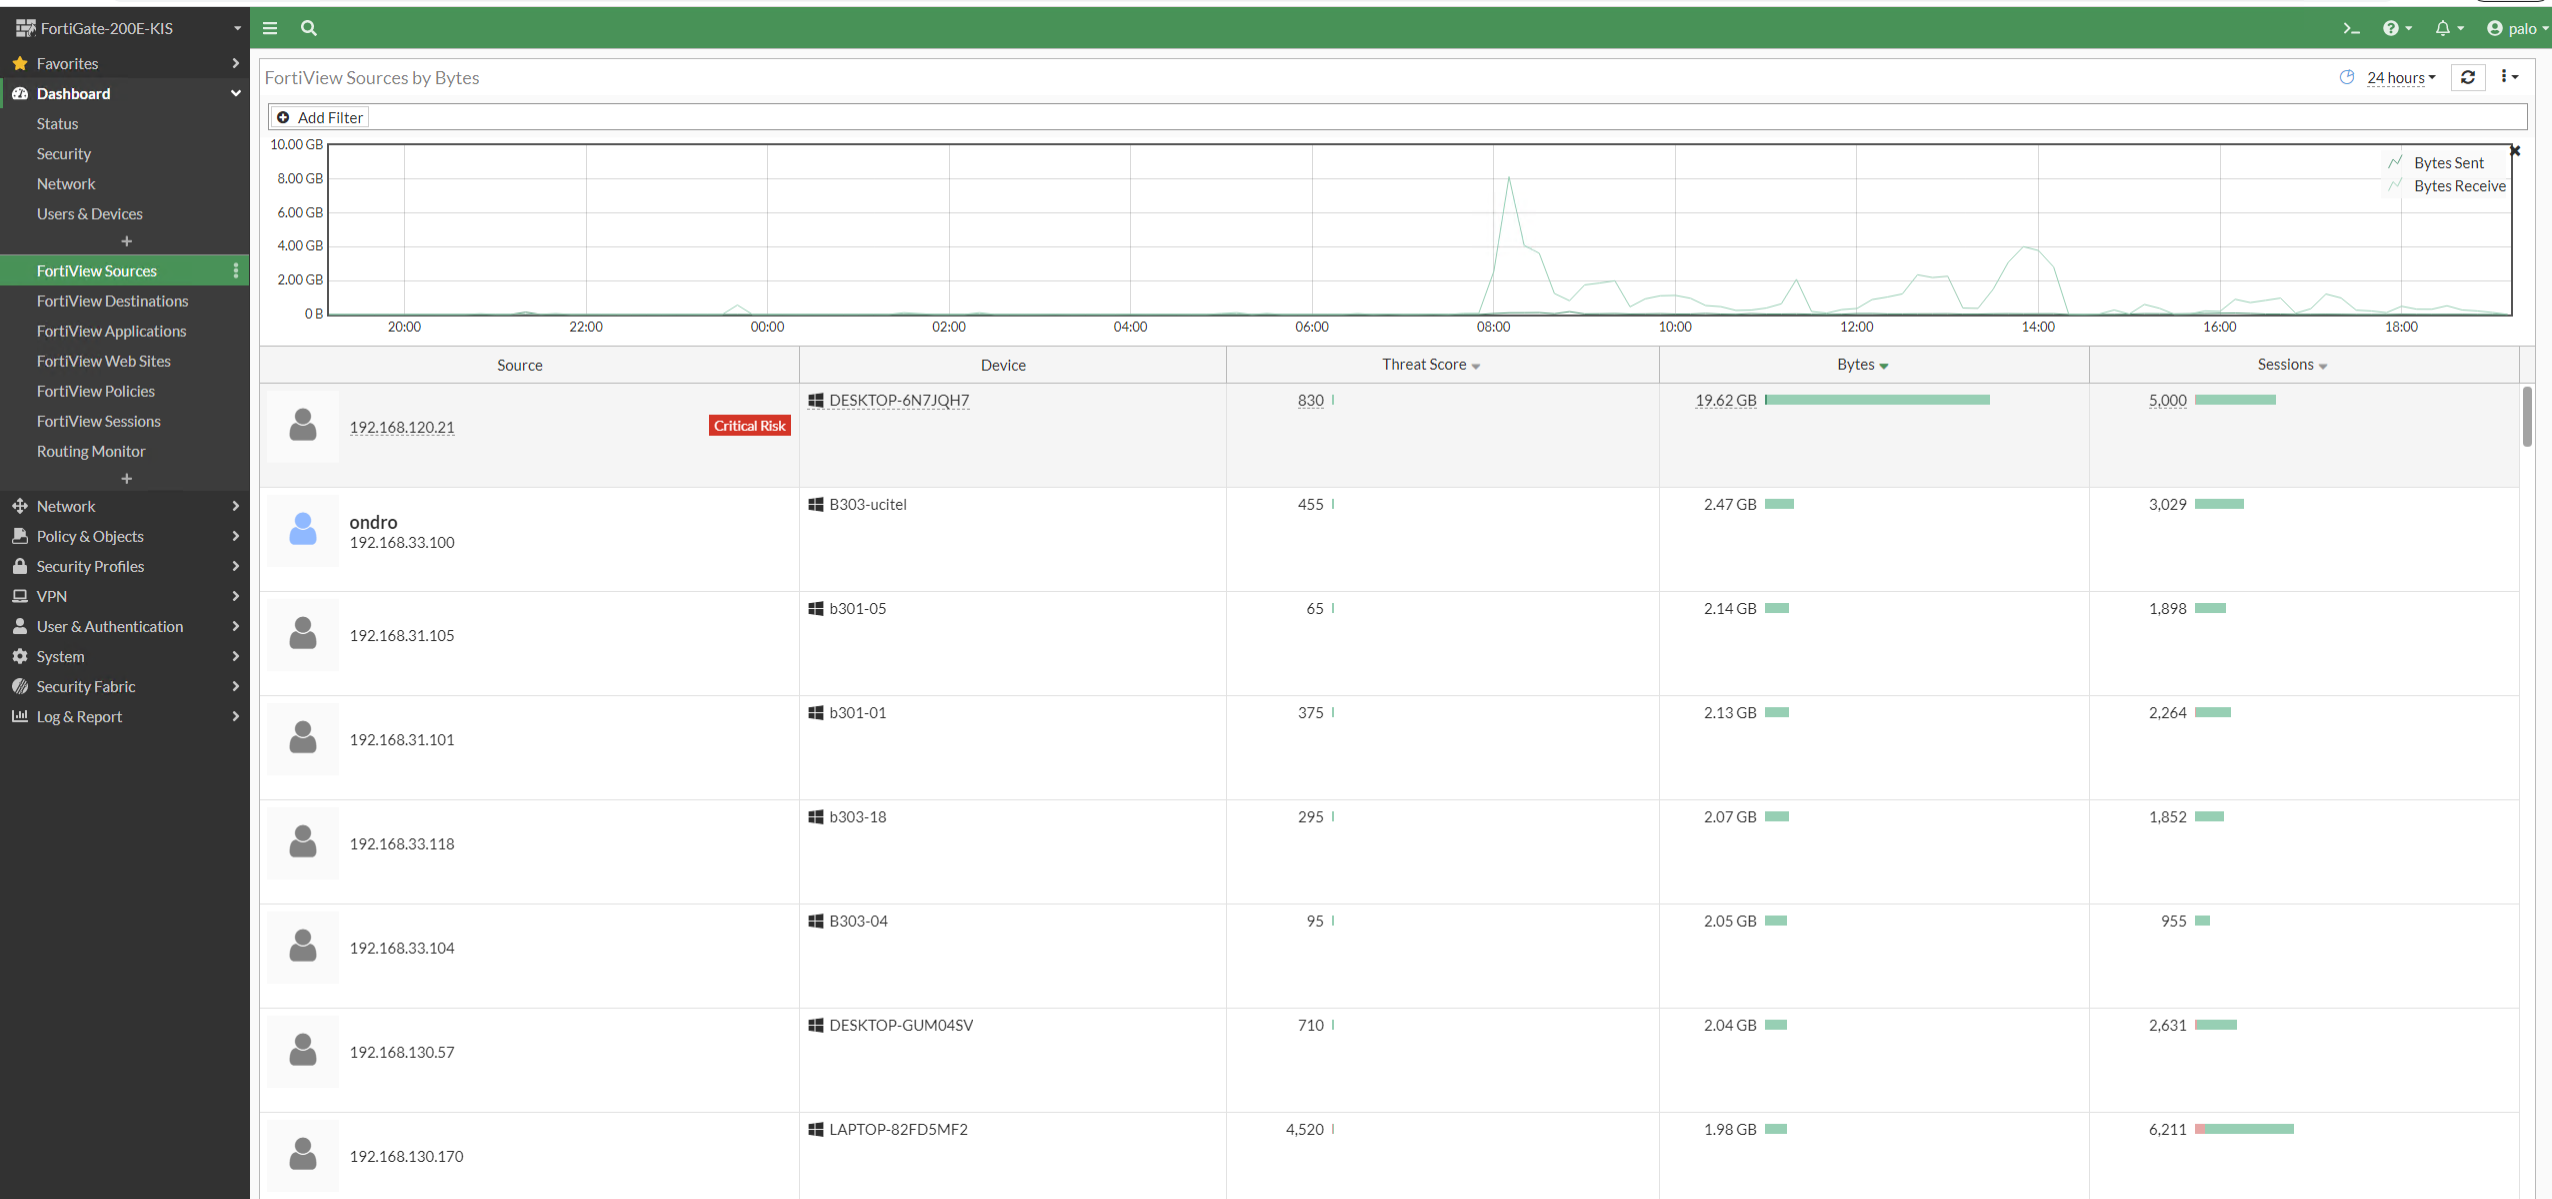 FortiGate-200E-KIS
palo
Favorites
Dashboard
Status
Security
Network
Users & Devices
FortiView Sources
FortiView Destinations
FortiView Applications
FortiView Web Sites
FortiView Policies
FortiView Sessions
Routing Monitor
Network
Policy & Objects
Security Profiles
VPN
User & Authentication
System
Security Fabric
Log & Report
FortiView Sources by Bytes
24 hours
Add Filter
10.00 GB
8.00 GB
6.00 GB
4.00 GB
2.00 GB
0 B
Bytes Sent
Bytes Receive
20:00 22:00 00:00 02:00 04:00 06:00 08:00 10:00 12:00 14:00 16:00 18:00
Source Device Threat Score Bytes Sessions
192.168.120.21 Critical Risk DESKTOP-6N7JQH7 830 19.62 GB 5,000
ondro
192.168.33.100 B303-ucitel 455 2.47 GB 3,029
192.168.31.105 b301-05 65 2.14 GB 1,898
192.168.31.101 b301-01 375 2.13 GB 2,264
192.168.33.118 b303-18 295 2.07 GB 1,852
192.168.33.104 B303-04 95 2.05 GB 955
192.168.130.57 DESKTOP-GUM04SV 710 2.04 GB 2,631
192.168.130.170 LAPTOP-82FD5MF2 4,520 1.98 GB 6,211